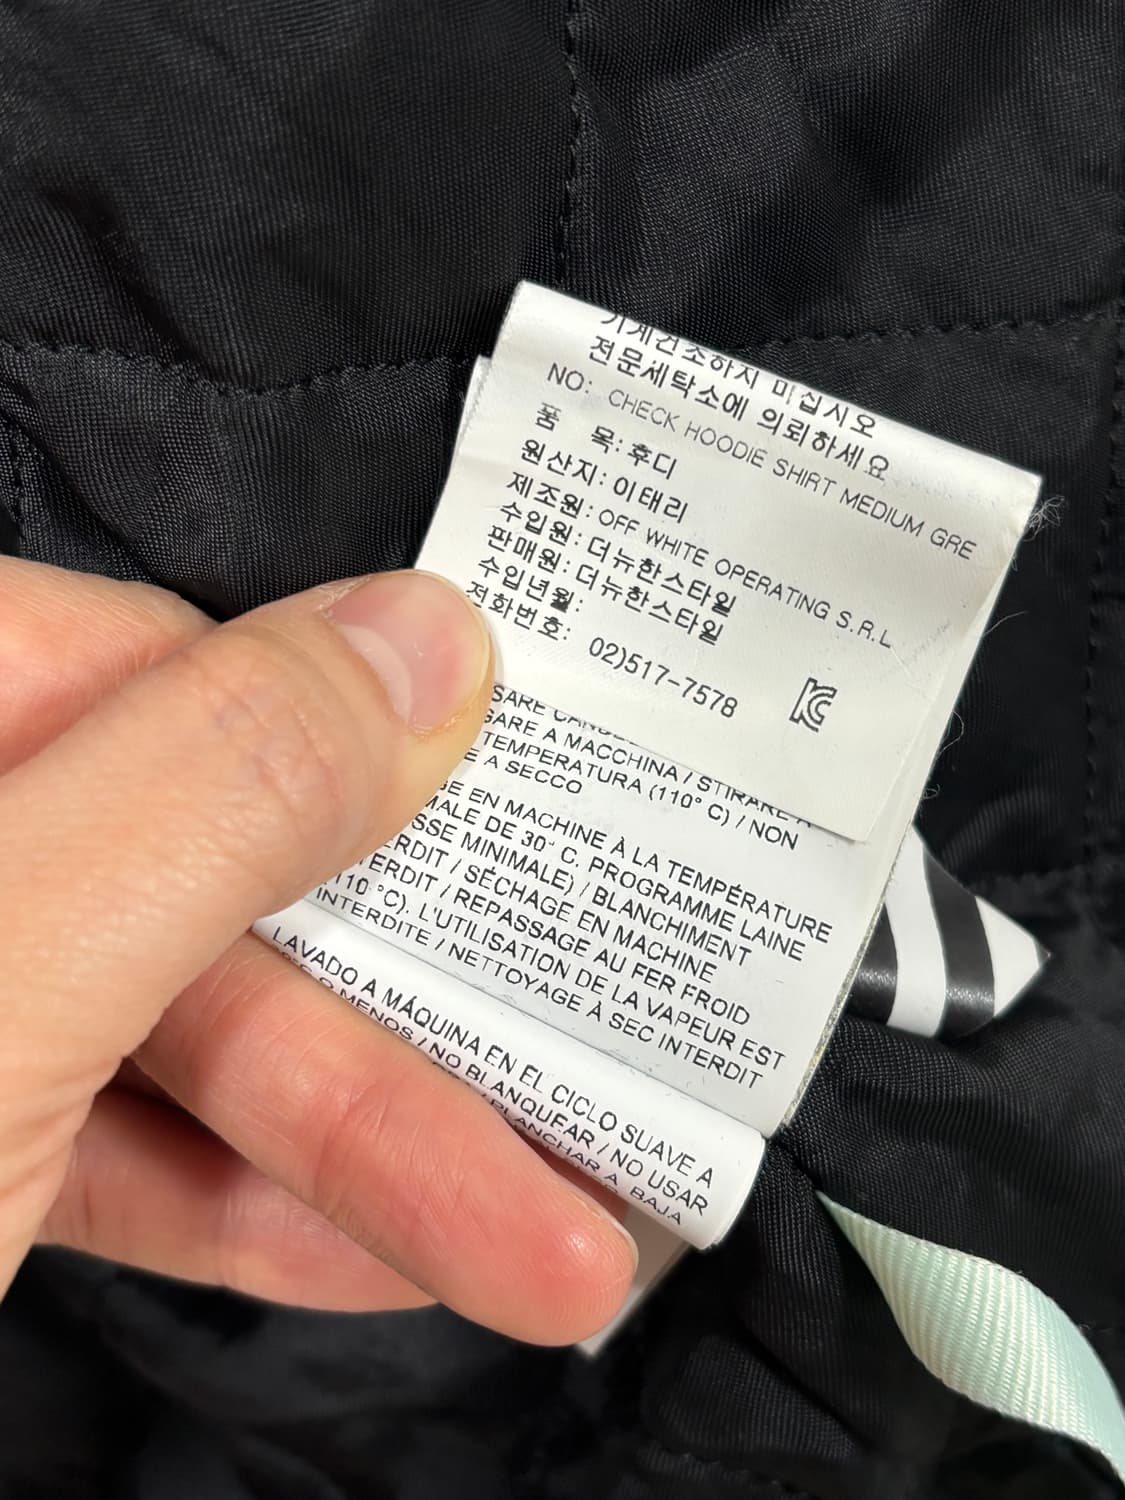 기계건조하지 마십시오
전문세탁소에 의뢰하세요
NO: CHECK HOODIE SHIRT MEDIUM GRE
품 목: 후디
원산지: 이태리
제조원: OFF WHITE OPERATING S.R.L
수입원: 더뉴한스타일
판매원: 더뉴한스타일
수입년월:
전화번호: 02)517-7578
GARE A MACCHINA / STIRARE A
TEMPERATURA (110° C) / NON
E A SECCO
GE EN MACHINE À LA TEMPÉRATURE
MALE DE 30° C. PROGRAMME LAINE
SSE MINIMALE) / BLANCHIMENT
ERDIT / SÉCHAGE EN MACHINE
TERDIT / REPASSAGE AU FER FROID
(110 °C). L'UTILISATION DE LA VAPEUR EST
INTERDITE / NETTOYAGE À SEC INTERDIT
LAVADO A MÁQUINA EN EL CICLO SUAVE A
O MENOS / NO BLANQUEAR / NO USAR
PLANCHAR A BAJA